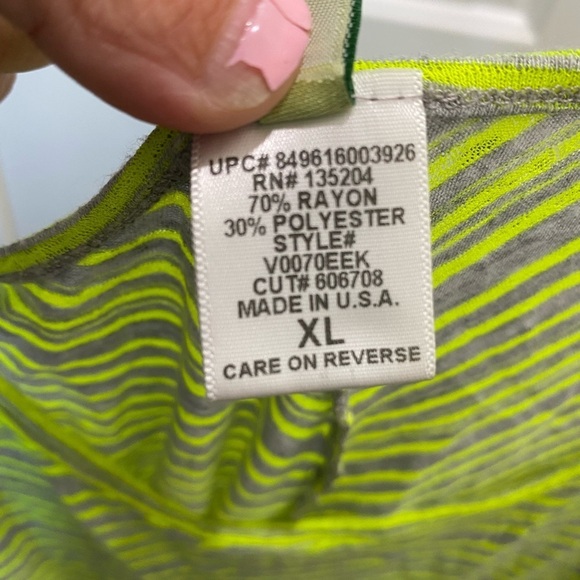 UPC# 849616003926
RN# 135204
70% RAYON
30% POLYESTER
STYLE#
V0070EEK
CUT# 606708
MADE IN U.S.A.
XL
CARE ON REVERSE